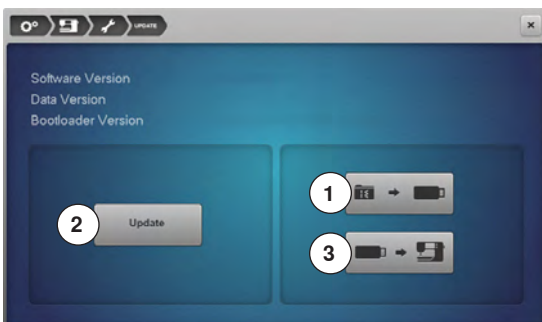 UPDATE
×
Software Version
Data Version
Bootloader Version
1
2
Update
3